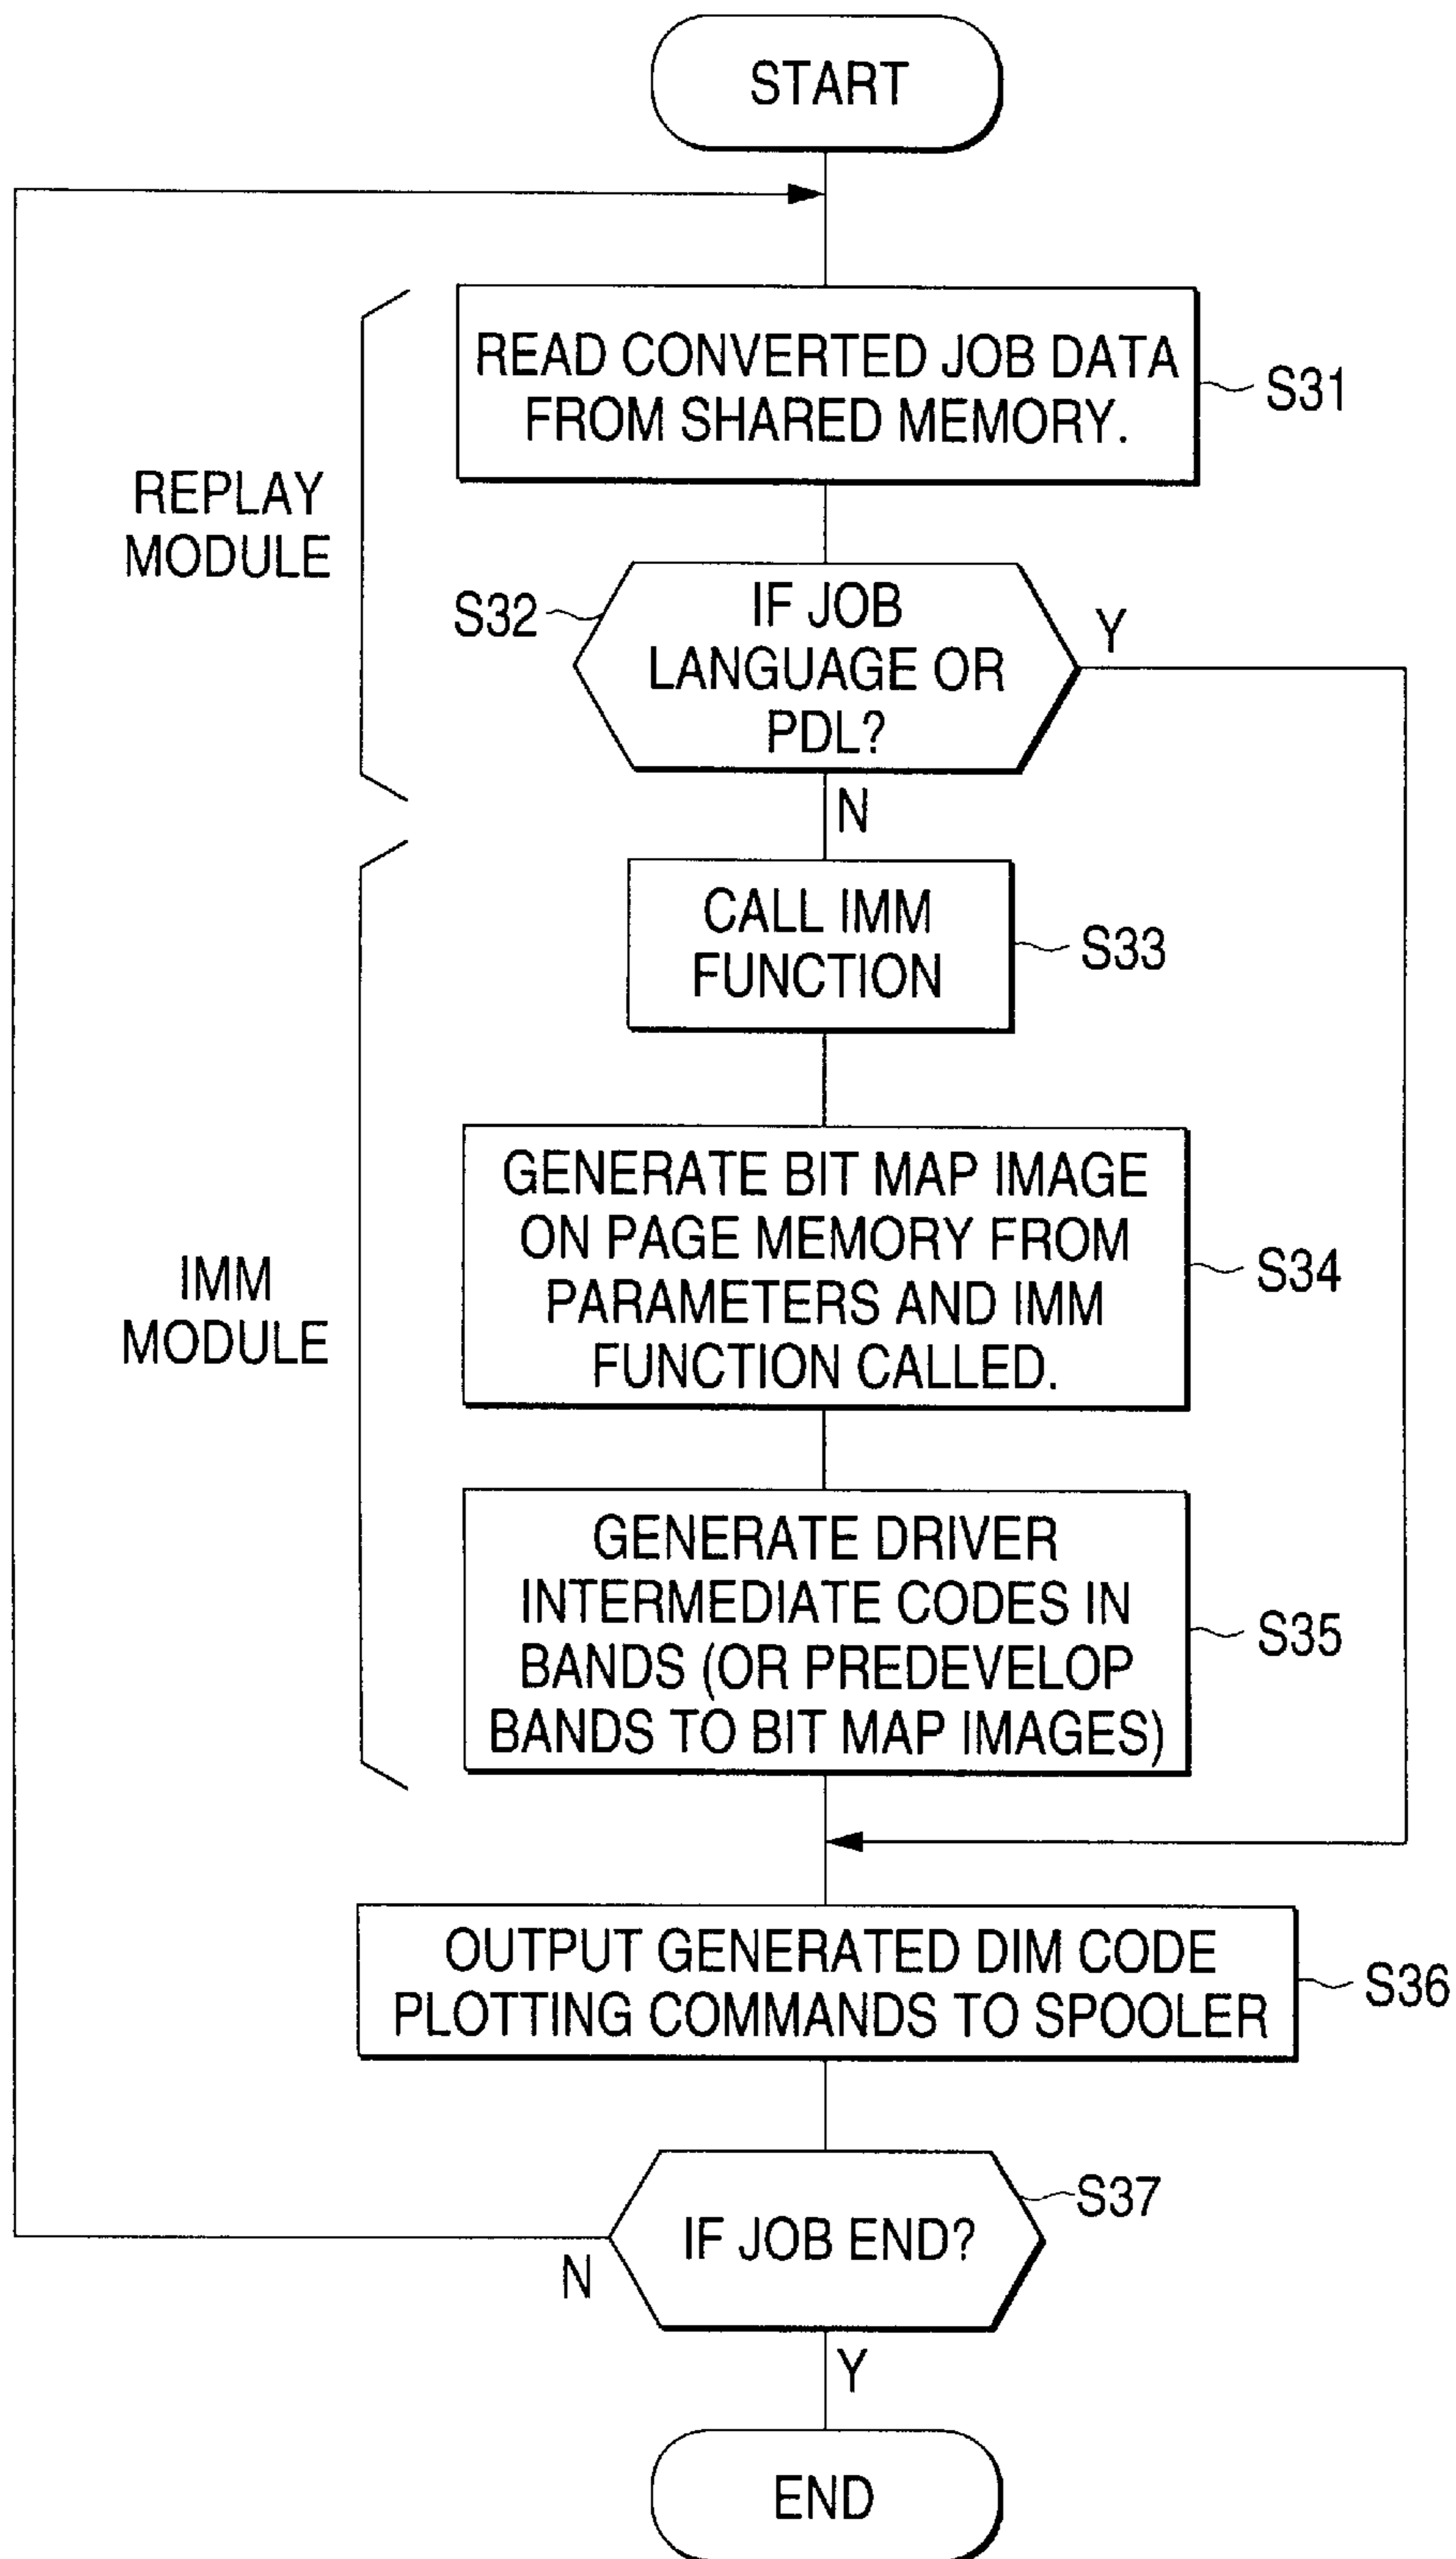 START
READ CONVERTED JOB DATA
FROM SHARED MEMORY.
S31
REPLAY
MODULE
S32
IF JOB
LANGUAGE OR
PDL?
Y
N
CALL IMM
FUNCTION
S33
GENERATE BIT MAP IMAGE
ON PAGE MEMORY FROM
PARAMETERS AND IMM
FUNCTION CALLED.
S34
IMM
MODULE
GENERATE DRIVER
INTERMEDIATE CODES IN
BANDS (OR PREDEVELOP
BANDS TO BIT MAP IMAGES)
S35
OUTPUT GENERATED DIM CODE
PLOTTING COMMANDS TO SPOOLER
S36
IF JOB END?
S37
N
Y
END